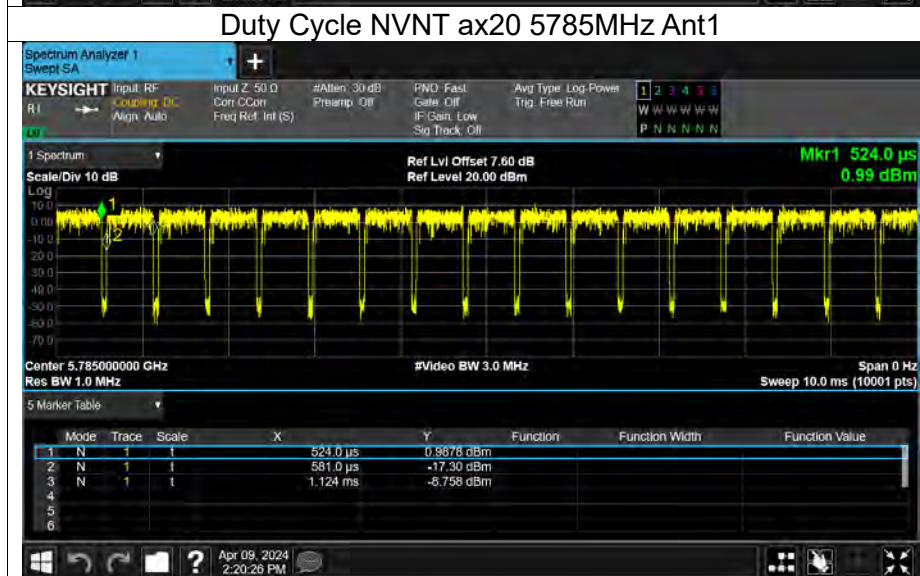 Duty Cycle NVNT ax20 5785MHz Ant1
Spectrum Analyzer 1
Swept SA
+
KEYSIGHT Input: RF Input Z: 50 Ω #Atten: 30 dB PNO: Fast Avg Type: Log-Power 1 2 3 4 5 6
Coupling: DC Corr CCorr Preamp: Off Gate: Off Trig: Free Run W W W W W W
Align: Auto Freq Ref: Int (S) IF Gain: Low P N N N N N
Sig Track: Off
1 Spectrum
Ref Lvl Offset 7.60 dB Mkr1 524.0 µs
Scale/Div 10 dB Ref Level 20.00 dBm 0.99 dBm
Log
10.0
0.00
-10.0
-20.0
-30.0
-40.0
-50.0
-60.0
-70.0
1
2
Center 5.785000000 GHz #Video BW 3.0 MHz Span 0 Hz
Res BW 1.0 MHz Sweep 10.0 ms (10001 pts)
5 Marker Table
Mode Trace Scale X Y Function Function Width Function Value
1 N 1 t 524.0 µs 0.9878 dBm
2 N 1 t 581.0 µs -17.30 dBm
3 N 1 t 1.124 ms -8.758 dBm
4
5
6
? Apr 09, 2024
2:20:26 PM